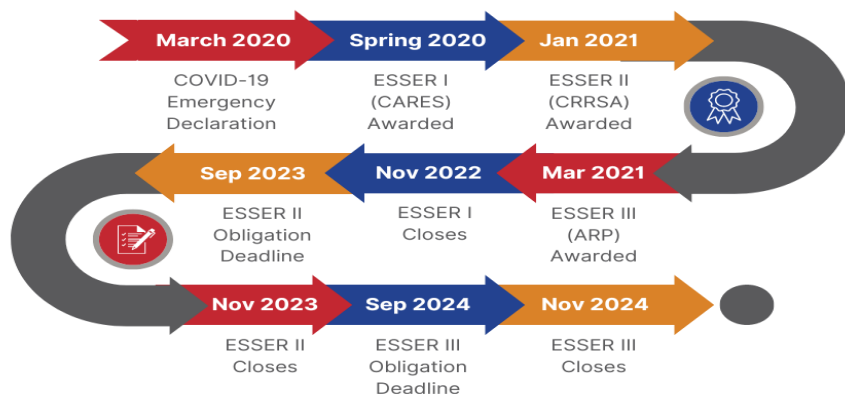 March 2020
Spring 2020
Jan 2021
COVID-19
Emergency
Declaration
ESSER I
(CARES)
Awarded
ESSER II
(CRRSA)
Awarded
Mar 2021
Nov 2022
Sep 2023
ESSER III
(ARP)
Awarded
ESSER I
Closes
ESSER II
Obligation
Deadline
Nov 2023
Sep 2024
Nov 2024
ESSER II
Closes
ESSER III
Obligation
Deadline
ESSER III
Closes